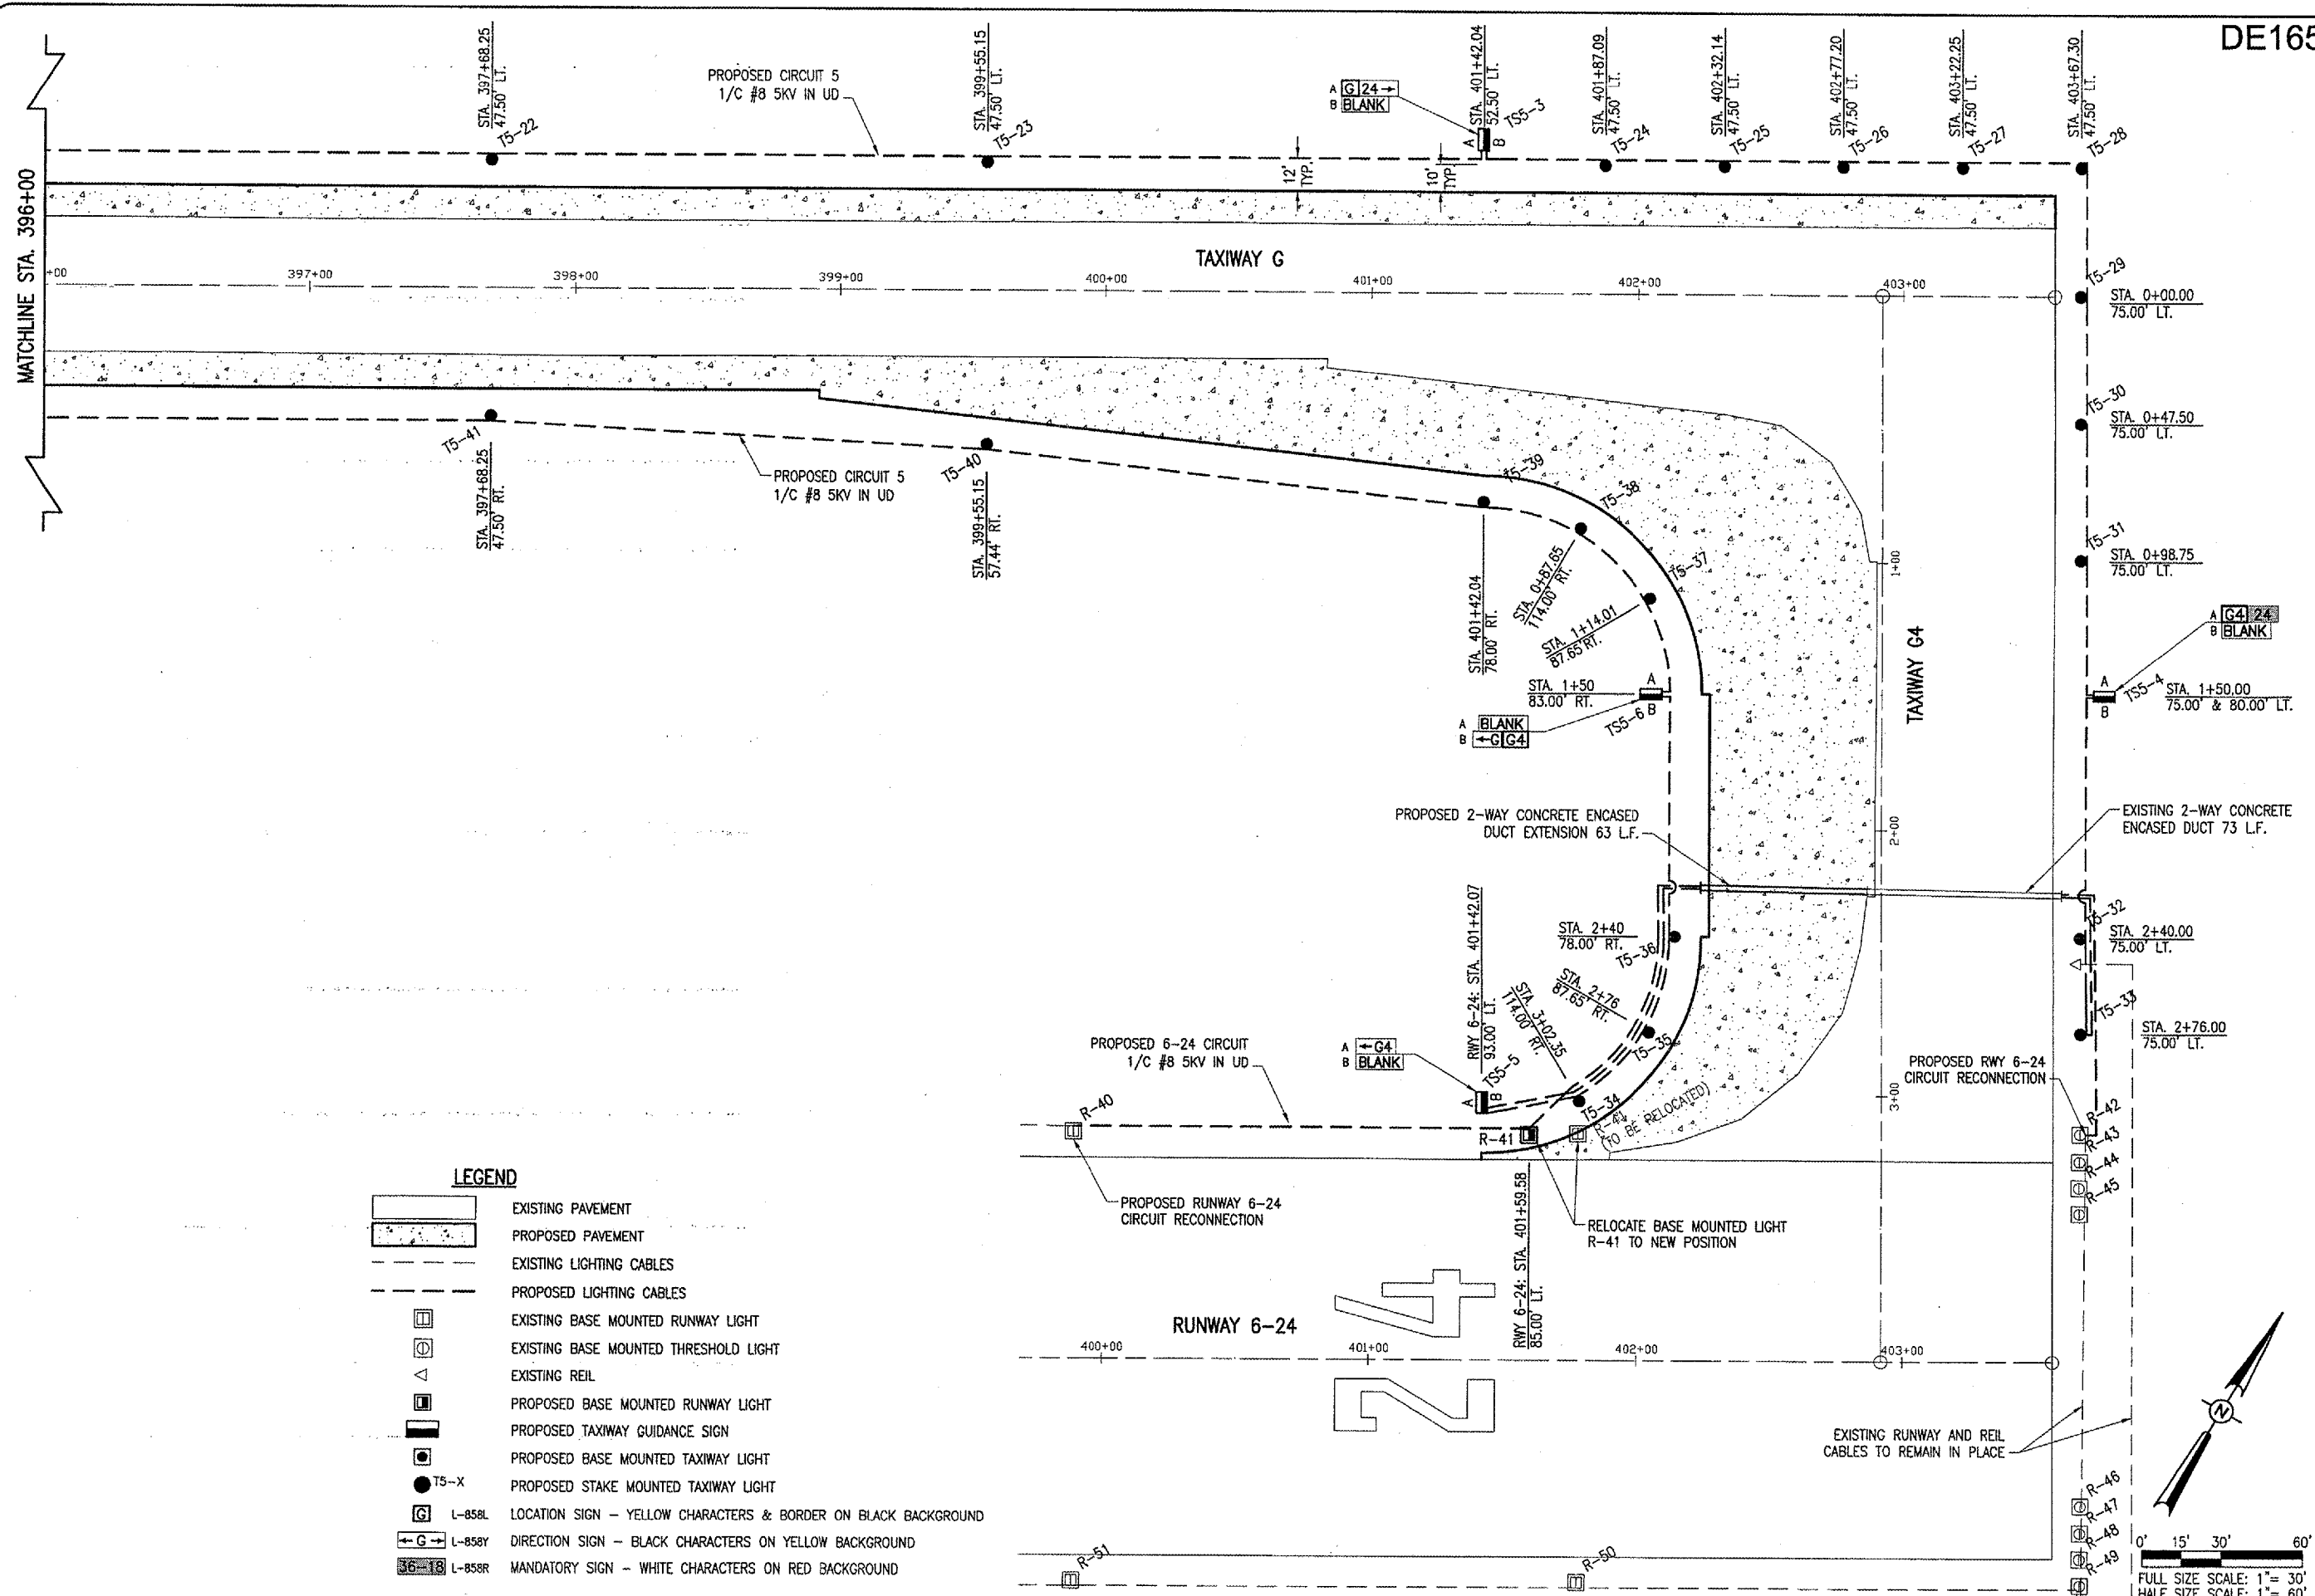 DE165
MATCHLINE STA. 396+00
STA. 397+68.25
47.50' LT.
T5-22
PROPOSED CIRCUIT 5
1/C #8 5KV IN UD
STA. 399+55.15
47.50' LT.
T5-23
A G 24→
B BLANK
STA. 401+42.04
52.50' LT.
TS5-3
A
B
12'
TYP.
10'
TYP.
STA. 401+87.09
47.50' LT.
T5-24
STA. 402+32.14
47.50' LT.
T5-25
STA. 402+77.20
47.50' LT.
T5-26
STA. 403+22.25
47.50' LT.
T5-27
STA. 403+67.30
47.50' LT.
T5-28
TAXIWAY G
+00
397+00
398+00
399+00
400+00
401+00
402+00
403+00
T5-29
STA. 0+00.00
75.00' LT.
T5-30
STA. 0+47.50
75.00' LT.
T5-31
STA. 0+98.75
75.00' LT.
T5-41
STA. 397+68.25
47.50' RT.
PROPOSED CIRCUIT 5
1/C #8 5KV IN UD
T5-40
STA. 399+55.15
57.44' RT.
T5-39
STA. 401+42.04
78.00' RT.
T5-38
STA. 0+87.65
114.00' RT.
T5-37
STA. 1+14.01
87.65' RT.
1+00
TAXIWAY G4
A G4 24
B BLANK
A
B
TS5-4
STA. 1+50.00
75.00' & 80.00' LT.
STA. 1+50
83.00' RT.
A
B
TS5-6
A BLANK
B ←G G4
PROPOSED 2-WAY CONCRETE ENCASED
DUCT EXTENSION 63 L.F.
2+00
EXISTING 2-WAY CONCRETE
ENCASED DUCT 73 L.F.
T5-32
STA. 2+40.00
75.00' LT.
T5-33
STA. 2+76.00
75.00' LT.
STA. 2+40
78.00' RT.
T5-36
STA. 2+76
87.65' RT.
T5-35
STA. 3+02.35
114.00' RT.
T5-34
RWY 6-24: STA. 401+42.07
93.00' LT.
TS5-5
A
B
A ←G4
B BLANK
PROPOSED 6-24 CIRCUIT
1/C #8 5KV IN UD
R-40
R-41
R-41
(TO BE RELOCATED)
3+00
PROPOSED RWY 6-24
CIRCUIT RECONNECTION
R-42
R-43
R-44
R-45
PROPOSED RUNWAY 6-24
CIRCUIT RECONNECTION
RELOCATE BASE MOUNTED LIGHT
R-41 TO NEW POSITION
RWY 6-24: STA. 401+59.58
85.00' LT.
RUNWAY 6-24
24
400+00
401+00
402+00
403+00
EXISTING RUNWAY AND REIL
CABLES TO REMAIN IN PLACE
R-46
R-47
R-48
R-49
R-50
R-51
LEGEND
EXISTING PAVEMENT
PROPOSED PAVEMENT
EXISTING LIGHTING CABLES
PROPOSED LIGHTING CABLES
EXISTING BASE MOUNTED RUNWAY LIGHT
EXISTING BASE MOUNTED THRESHOLD LIGHT
EXISTING REIL
PROPOSED BASE MOUNTED RUNWAY LIGHT
PROPOSED TAXIWAY GUIDANCE SIGN
PROPOSED BASE MOUNTED TAXIWAY LIGHT
T5-X PROPOSED STAKE MOUNTED TAXIWAY LIGHT
G L-858L LOCATION SIGN - YELLOW CHARACTERS & BORDER ON BLACK BACKGROUND
←G→ L-858Y DIRECTION SIGN - BLACK CHARACTERS ON YELLOW BACKGROUND
36-18 L-858R MANDATORY SIGN - WHITE CHARACTERS ON RED BACKGROUND
N
0' 15' 30' 60'
FULL SIZE SCALE: 1"= 30'
HALF SIZE SCALE: 1"= 60'